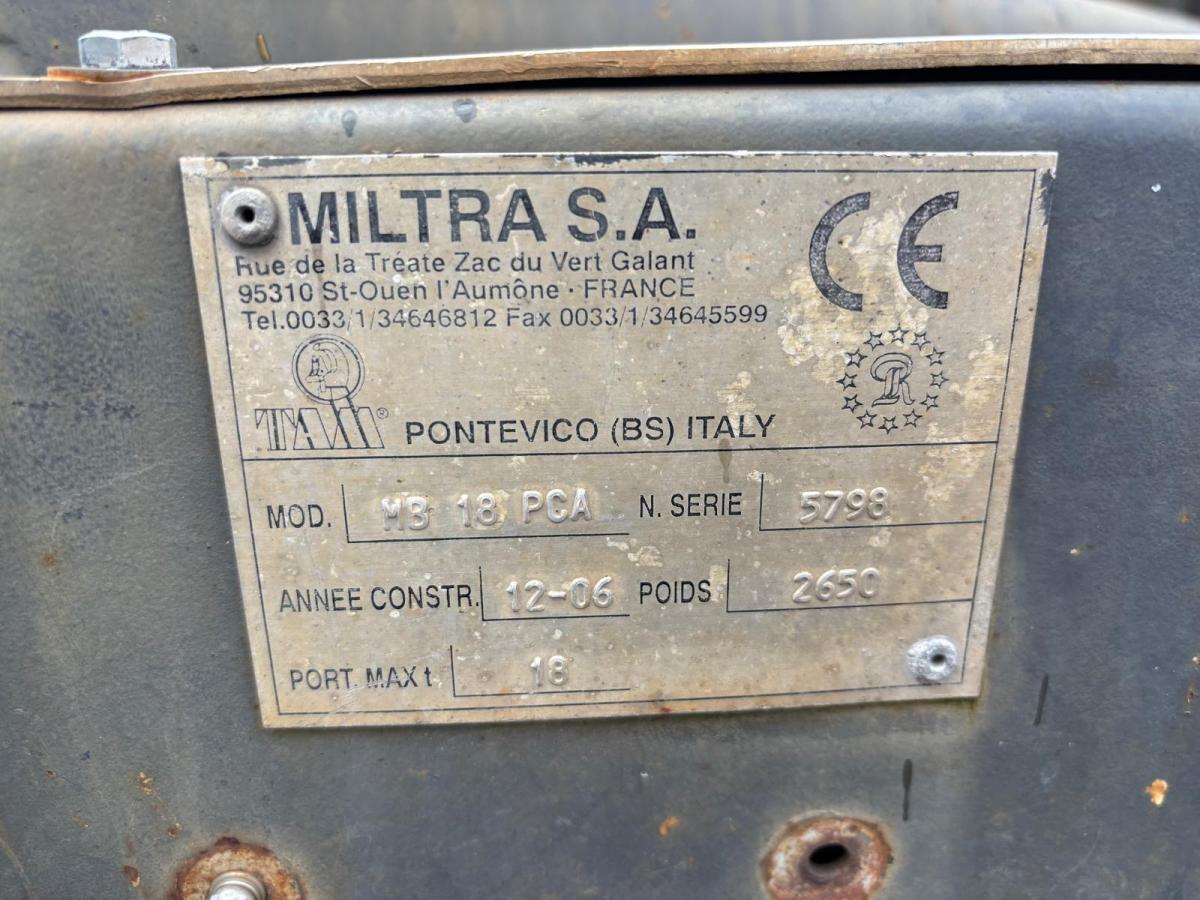 MILTRA S.A.
CE
Rue de la Tréate Zac du Vert Galant
95310 St-Ouen l'Aumône · FRANCE
Tel.0033/1/34646812 Fax 0033/1/34645599
TAM®
PONTEVICO (BS) ITALY
MOD. MB 18 PCA N. SERIE 5798
ANNEE CONSTR. 12-06 POIDS 2650
PORT. MAX t 18